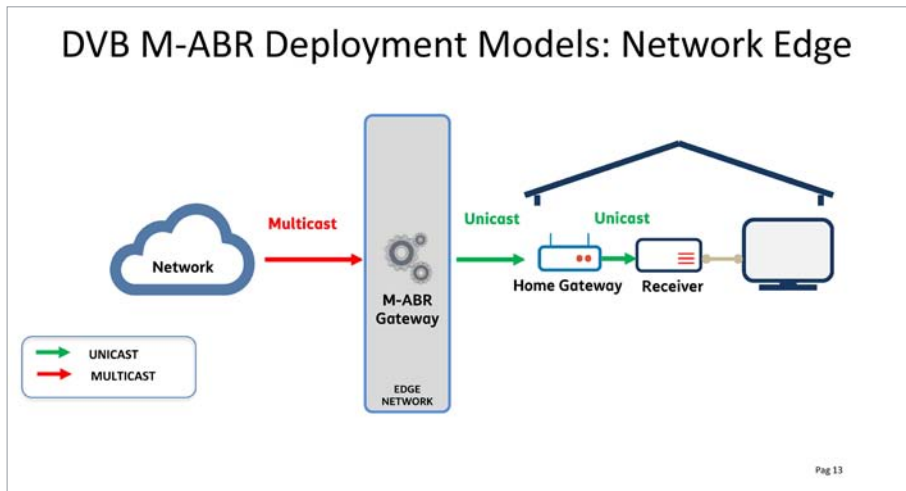 DVB M-ABR Deployment Models: Network Edge
Multicast
Unicast
Unicast
Network
M-ABR
Gateway
Home Gateway
Receiver
UNICAST
MULTICAST
EDGE
NETWORK
Pag 13